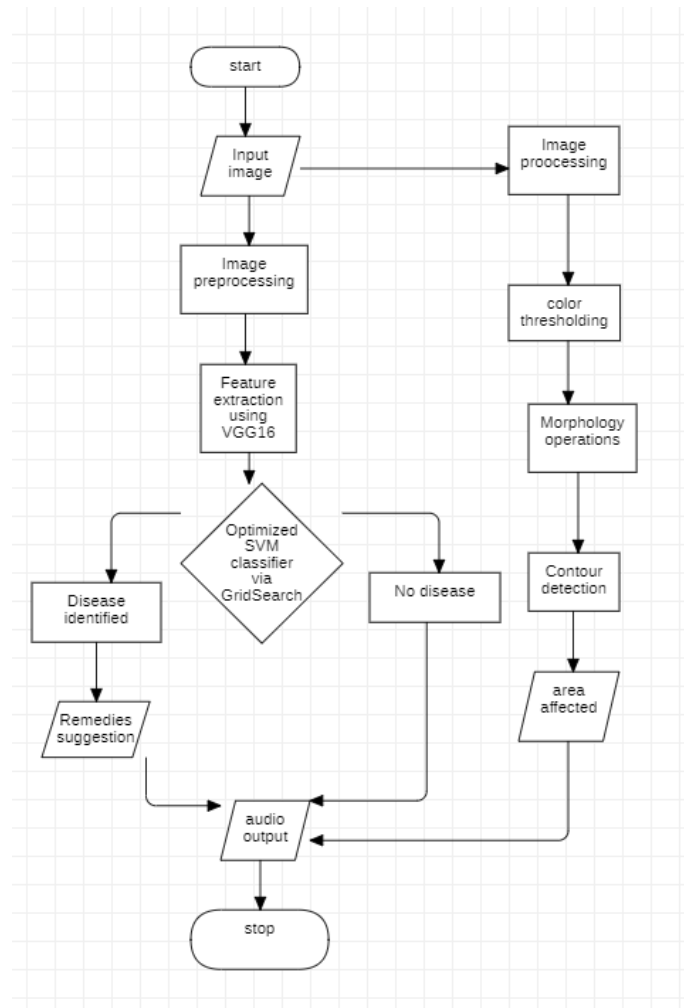 start
Input
image
Image
proocessing
Image
preprocessing
color
thresholding
Feature
extraction
using
VGG16
Morphology
operations
Optimized
SVM
classifier
via
GridSearch
Disease
identified
No disease
Contour
detection
Remedies
suggestion
area
affected
audio
output
stop